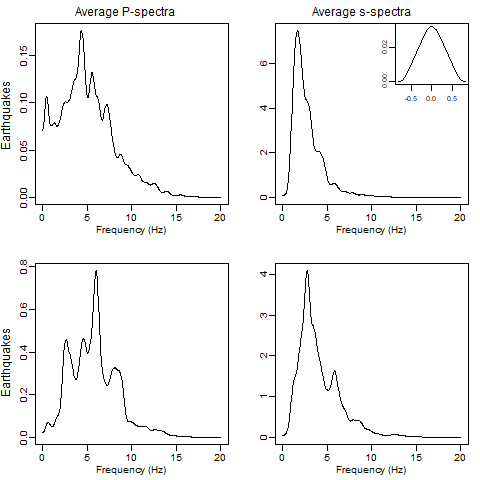 Average P-spectra
Average s-spectra
Earthquakes
0.00 0.05 0.10 0.15
0 5 10 15 20
Frequency (Hz)
0 2 4 6
0 5 10 15 20
Frequency (Hz)
0.00 0.02
-0.5 0.0 0.5
Earthquakes
0.0 0.2 0.4 0.6 0.8
0 5 10 15 20
Frequency (Hz)
0 1 2 3 4
0 5 10 15 20
Frequency (Hz)